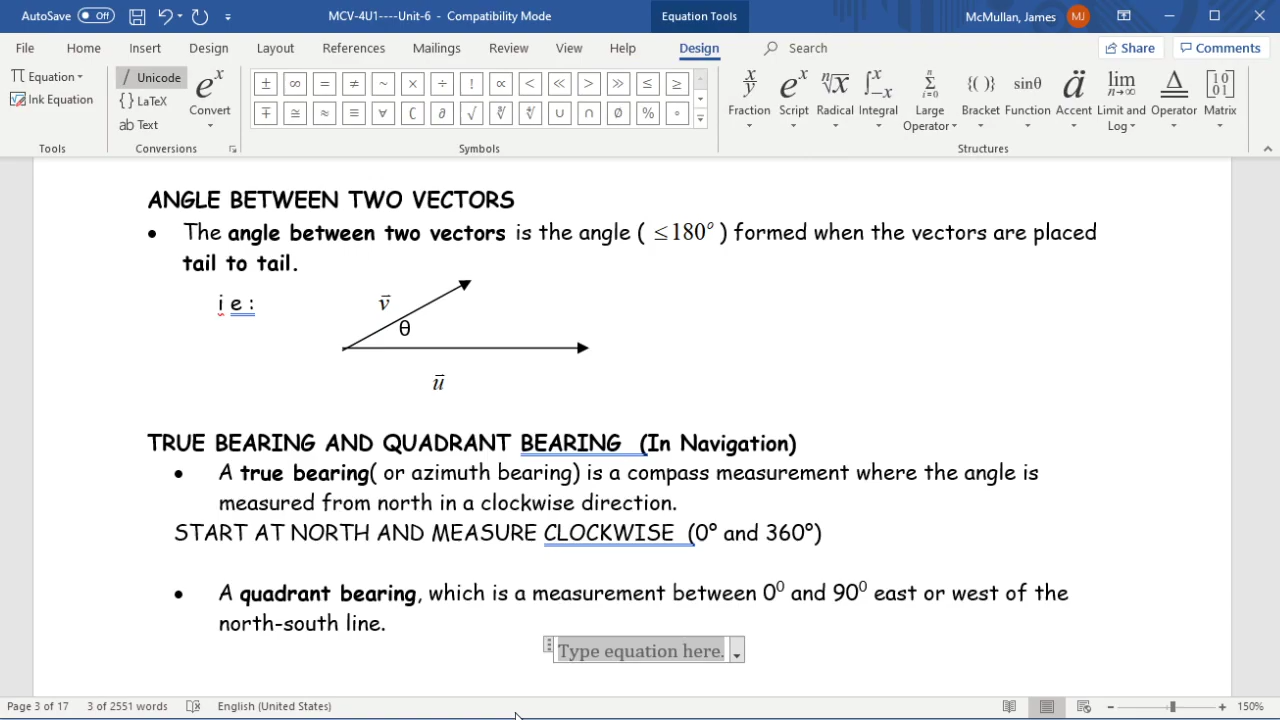 AutoSave Off MCV-4U1----Unit-6 - Compatibility Mode Equation Tools McMullan, James MJ
File Home Insert Design Layout References Mailings Review View Help Design Search Share Comments
π Equation Unicode e^x ± ∞ = ≠ ~ × ÷ ! ∝ < ≪ > ≫ ≤ ≥
Ink Equation {} LaTeX Convert ∓ ≅ ≈ ≡ ∀ ∁ ∂ √ ∛ ∜ ∪ ∩ ∅ % °
ab Text
Fraction Script Radical Integral Large Operator Bracket Function Accent Limit and Log Operator Matrix
Tools Conversions Symbols Structures
ANGLE BETWEEN TWO VECTORS
• The angle between two vectors is the angle ( ≤180° ) formed when the vectors are placed
tail to tail.
i e :
v⃗
θ
u⃗
TRUE BEARING AND QUADRANT BEARING (In Navigation)
• A true bearing( or azimuth bearing) is a compass measurement where the angle is
measured from north in a clockwise direction.
START AT NORTH AND MEASURE CLOCKWISE (0° and 360°)
• A quadrant bearing, which is a measurement between 0⁰ and 90⁰ east or west of the
north-south line.
Type equation here.
Page 3 of 17 3 of 2551 words English (United States) 150%